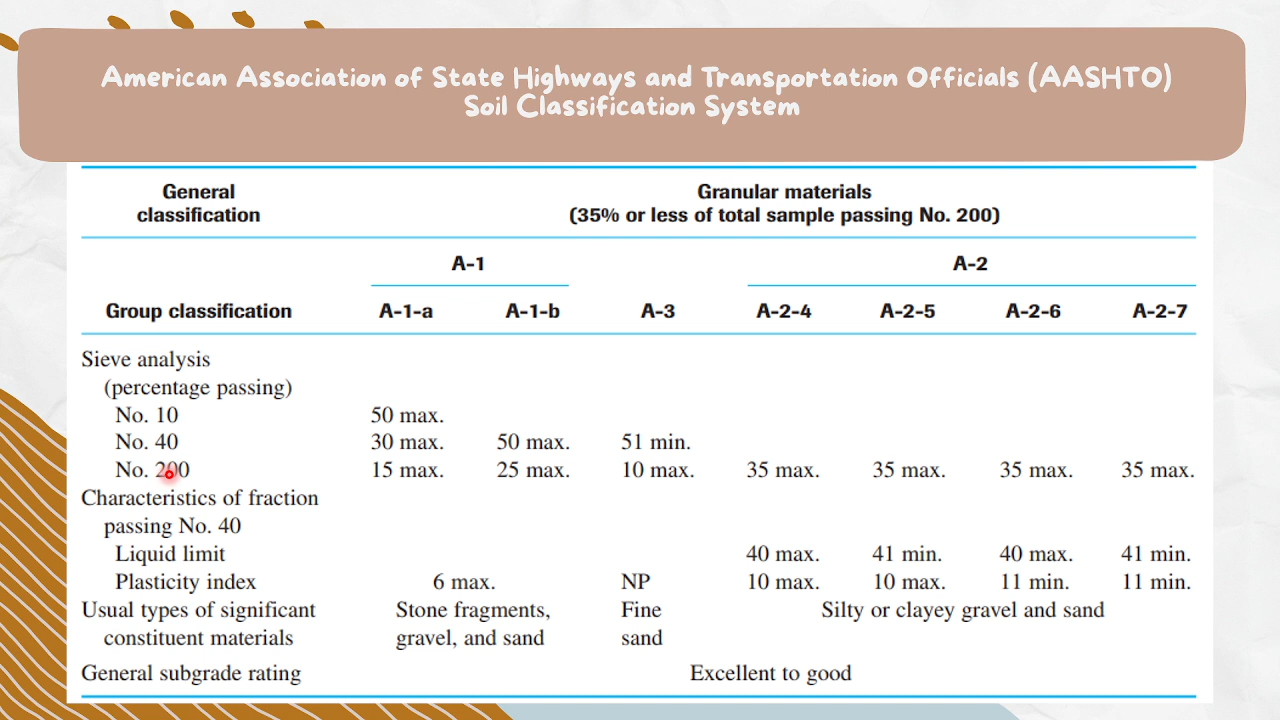 American Association of State Highways and Transportation Officials (AASHTO)
Soil Classification System
General Granular materials
classification (35% or less of total sample passing No. 200)
A-1 A-2
Group classification A-1-a A-1-b A-3 A-2-4 A-2-5 A-2-6 A-2-7
Sieve analysis
(percentage passing)
No. 10 50 max.
No. 40 30 max. 50 max. 51 min.
No. 200 15 max. 25 max. 10 max. 35 max. 35 max. 35 max. 35 max.
Characteristics of fraction
passing No. 40
Liquid limit 40 max. 41 min. 40 max. 41 min.
Plasticity index 6 max. NP 10 max. 10 max. 11 min. 11 min.
Usual types of significant Stone fragments, Fine Silty or clayey gravel and sand
constituent materials gravel, and sand sand
General subgrade rating Excellent to good